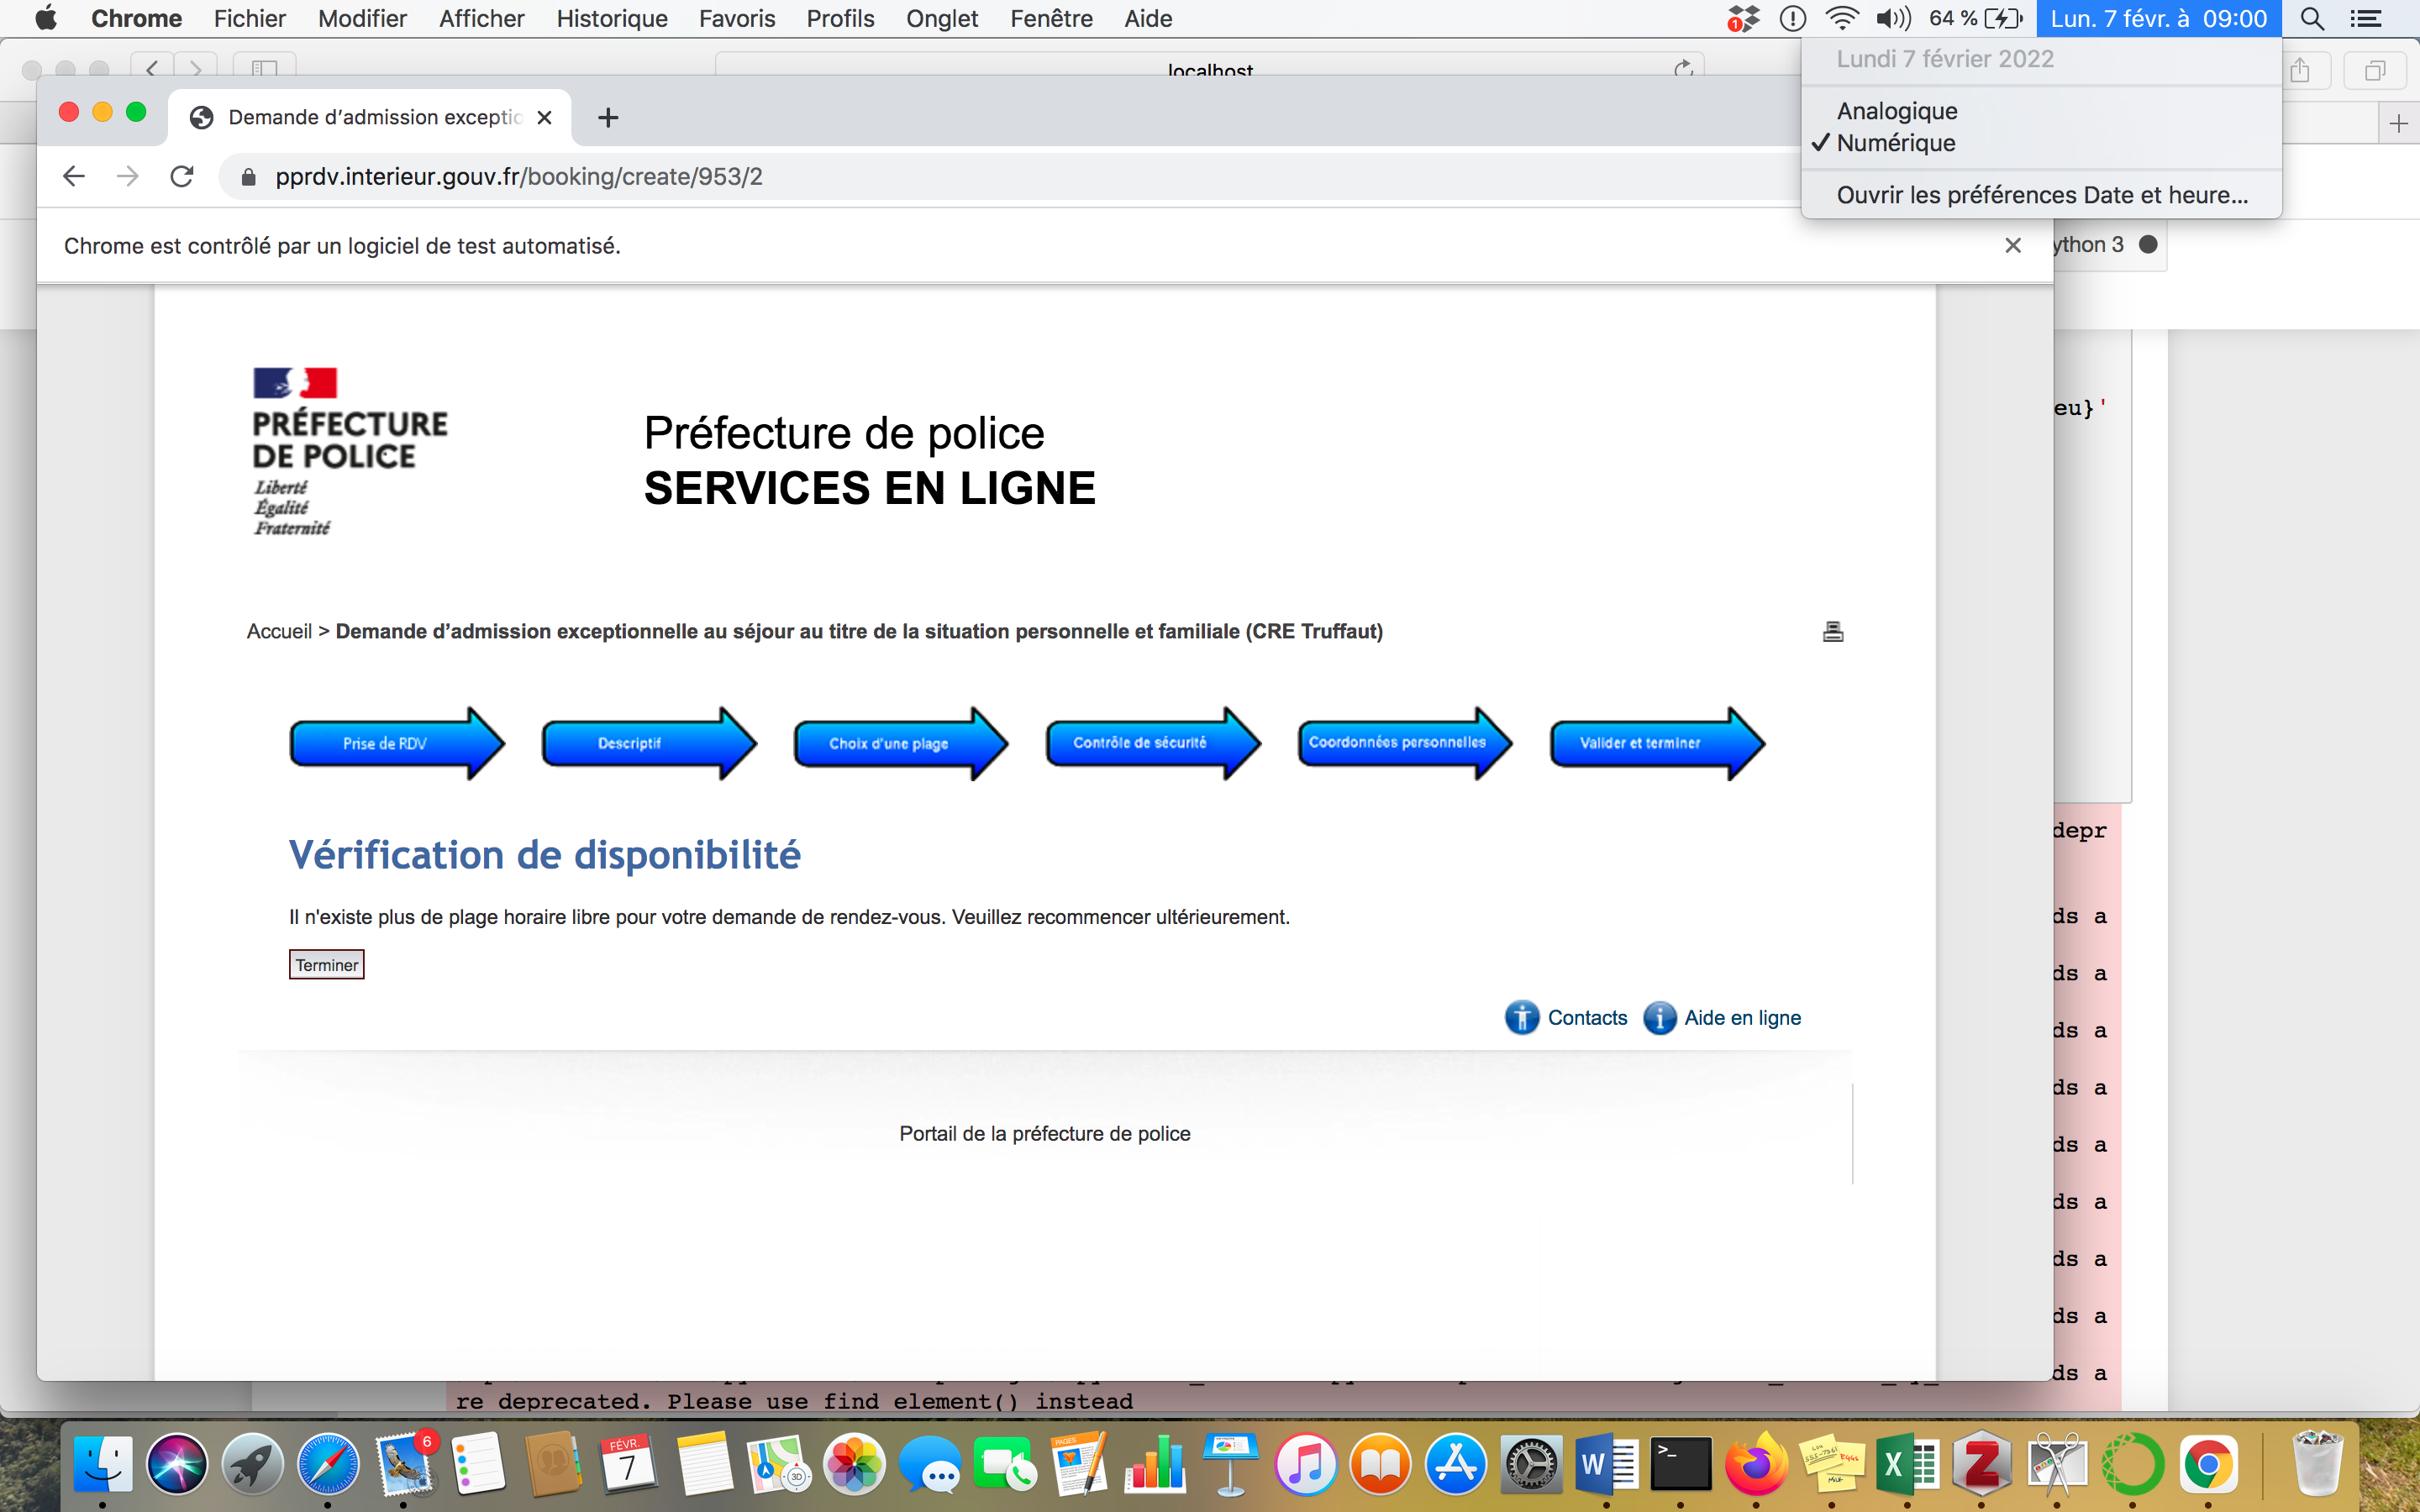 Chrome Fichier Modifier Afficher Historique Favoris Profils Onglet Fenêtre Aide 1 64 % Lun. 7 févr. à 09:00
localhost
Lundi 7 février 2022
Analogique
✓ Numérique
Ouvrir les préférences Date et heure...
Demande d’admission exceptio
pprdv.interieur.gouv.fr/booking/create/953/2
Chrome est contrôlé par un logiciel de test automatisé.
ython 3
PRÉFECTURE
DE POLICE
Liberté
Égalité
Fraternité
Préfecture de police
SERVICES EN LIGNE
eu}'
Accueil > Demande d’admission exceptionnelle au séjour au titre de la situation personnelle et familiale (CRE Truffaut)
Prise de RDV
Descriptif
Choix d'une plage
Contrôle de sécurité
Coordonnées personnelles
Valider et terminer
depr
Vérification de disponibilité
Il n'existe plus de plage horaire libre pour votre demande de rendez-vous. Veuillez recommencer ultérieurement.
ds a
Terminer
ds a
Contacts Aide en ligne
ds a
ds a
Portail de la préfecture de police
ds a
ds a
ds a
ds a
ds a
re deprecated. Please use find element() instead
6
FÉVR.
7
3D
PAGES
W
>_
X
Z